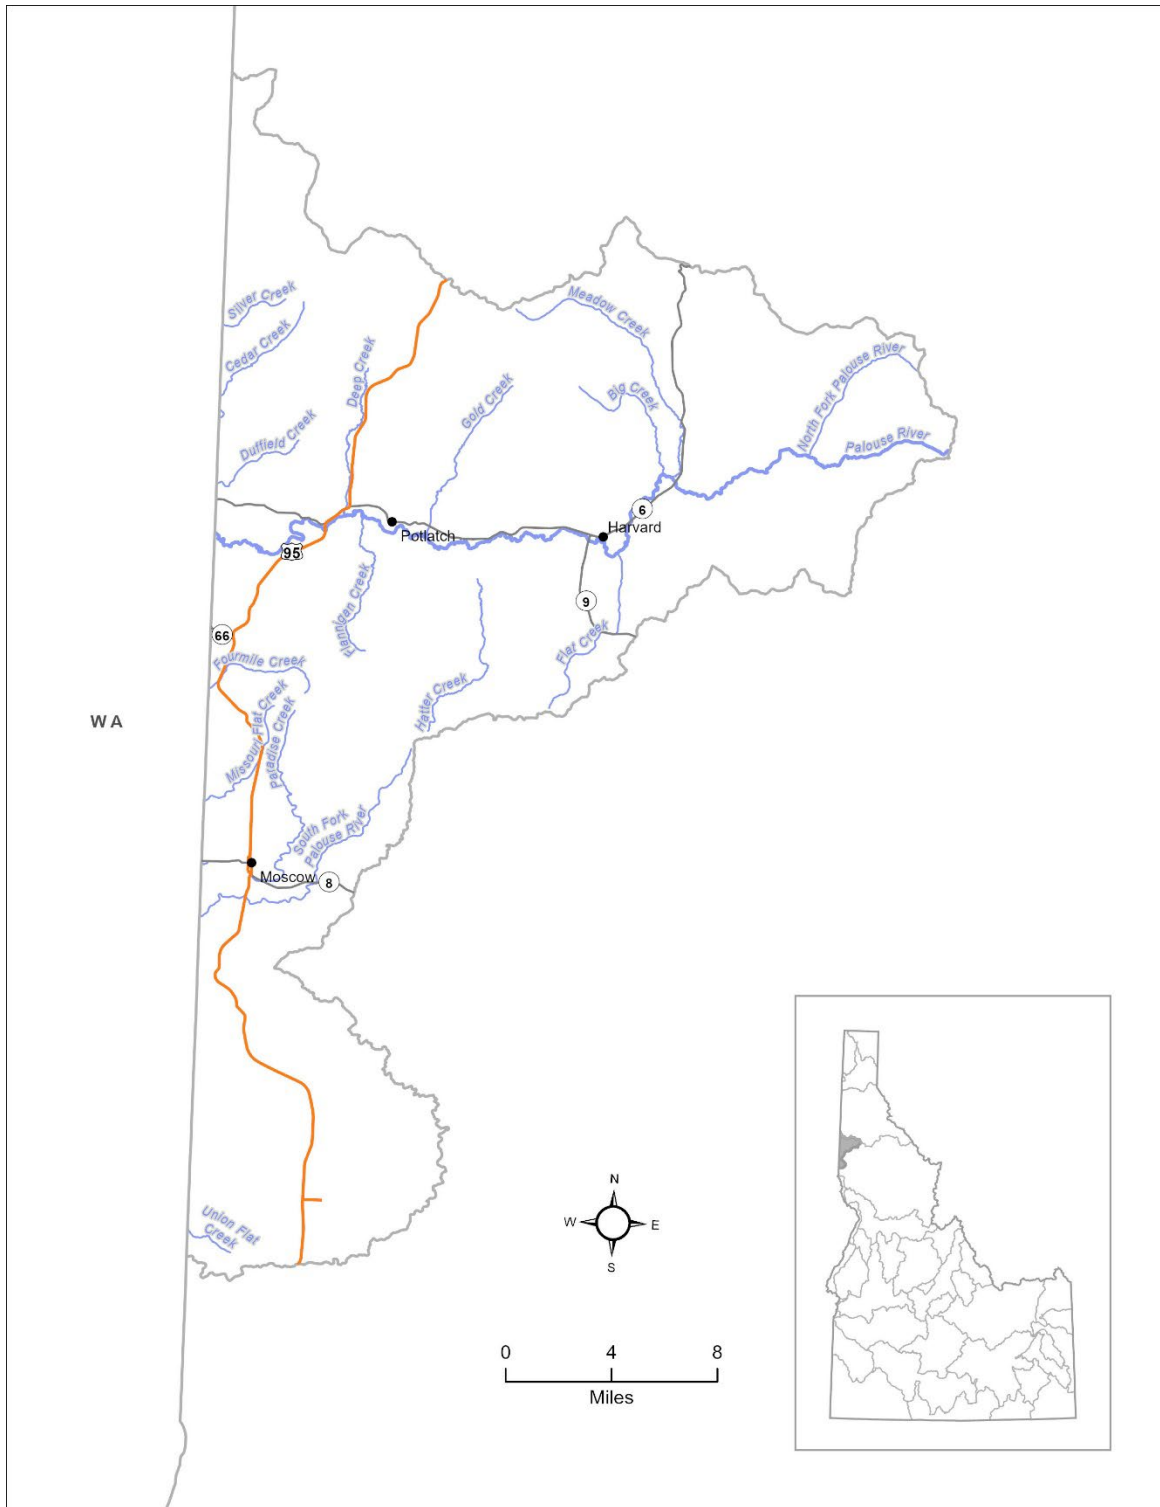 Silver Creek
Cedar Creek
Duffield Creek
Deep Creek
Gold Creek
Meadow Creek
Big Creek
North Fork Palouse River
Palouse River
6
Harvard
Potlatch
95
9
66
Flannigan Creek
Flat Creek
Fourmile Creek
Hatter Creek
Missouri Flat Creek
Paradise Creek
WA
South Fork
Palouse River
Moscow
8
Union Flat
Creek
N
W
E
S
0 4 8
Miles